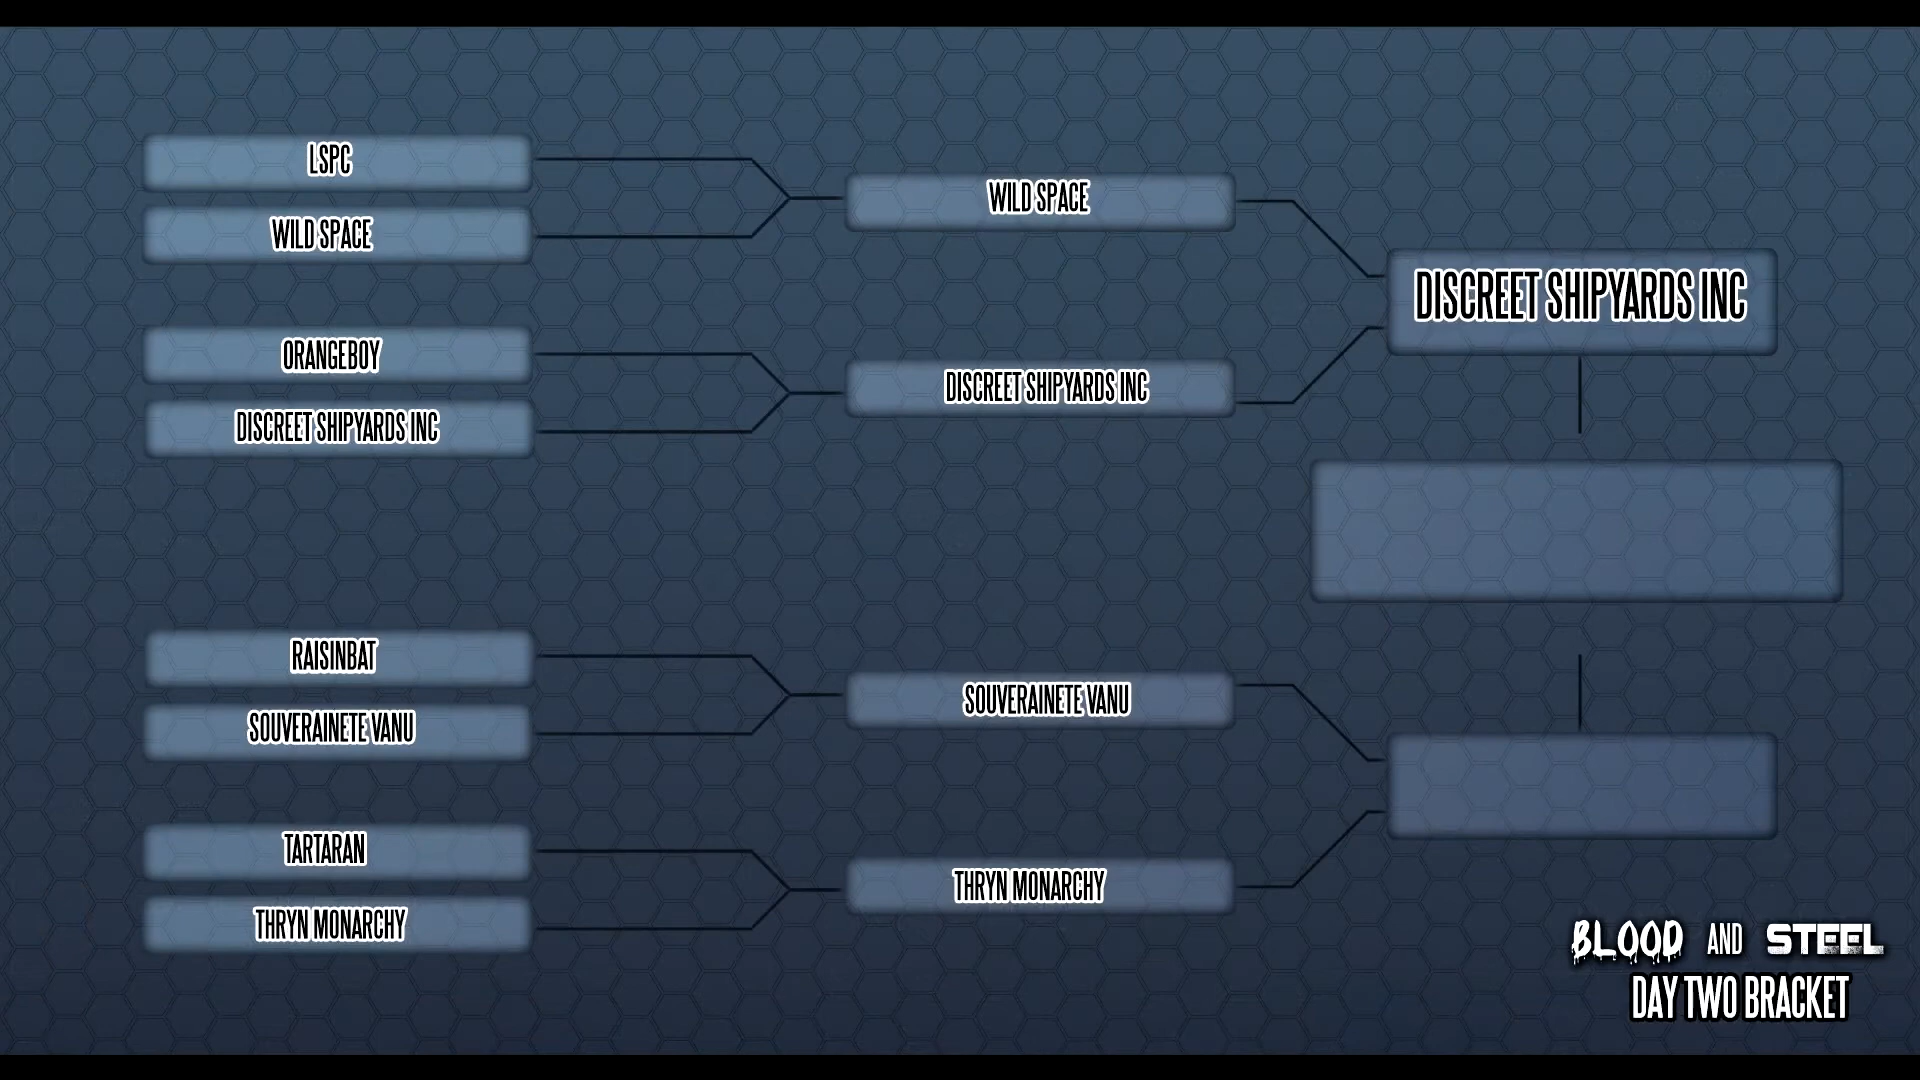 LSPC
WILD SPACE
ORANGEBOY
DISCREET SHIPYARDS INC
RAISINBAT
SOUVERAINETE VANU
TARTARAN
THRYN MONARCHY
WILD SPACE
DISCREET SHIPYARDS INC
SOUVERAINETE VANU
THRYN MONARCHY
DISCREET SHIPYARDS INC
BLOOD AND STEEL
DAY TWO BRACKET